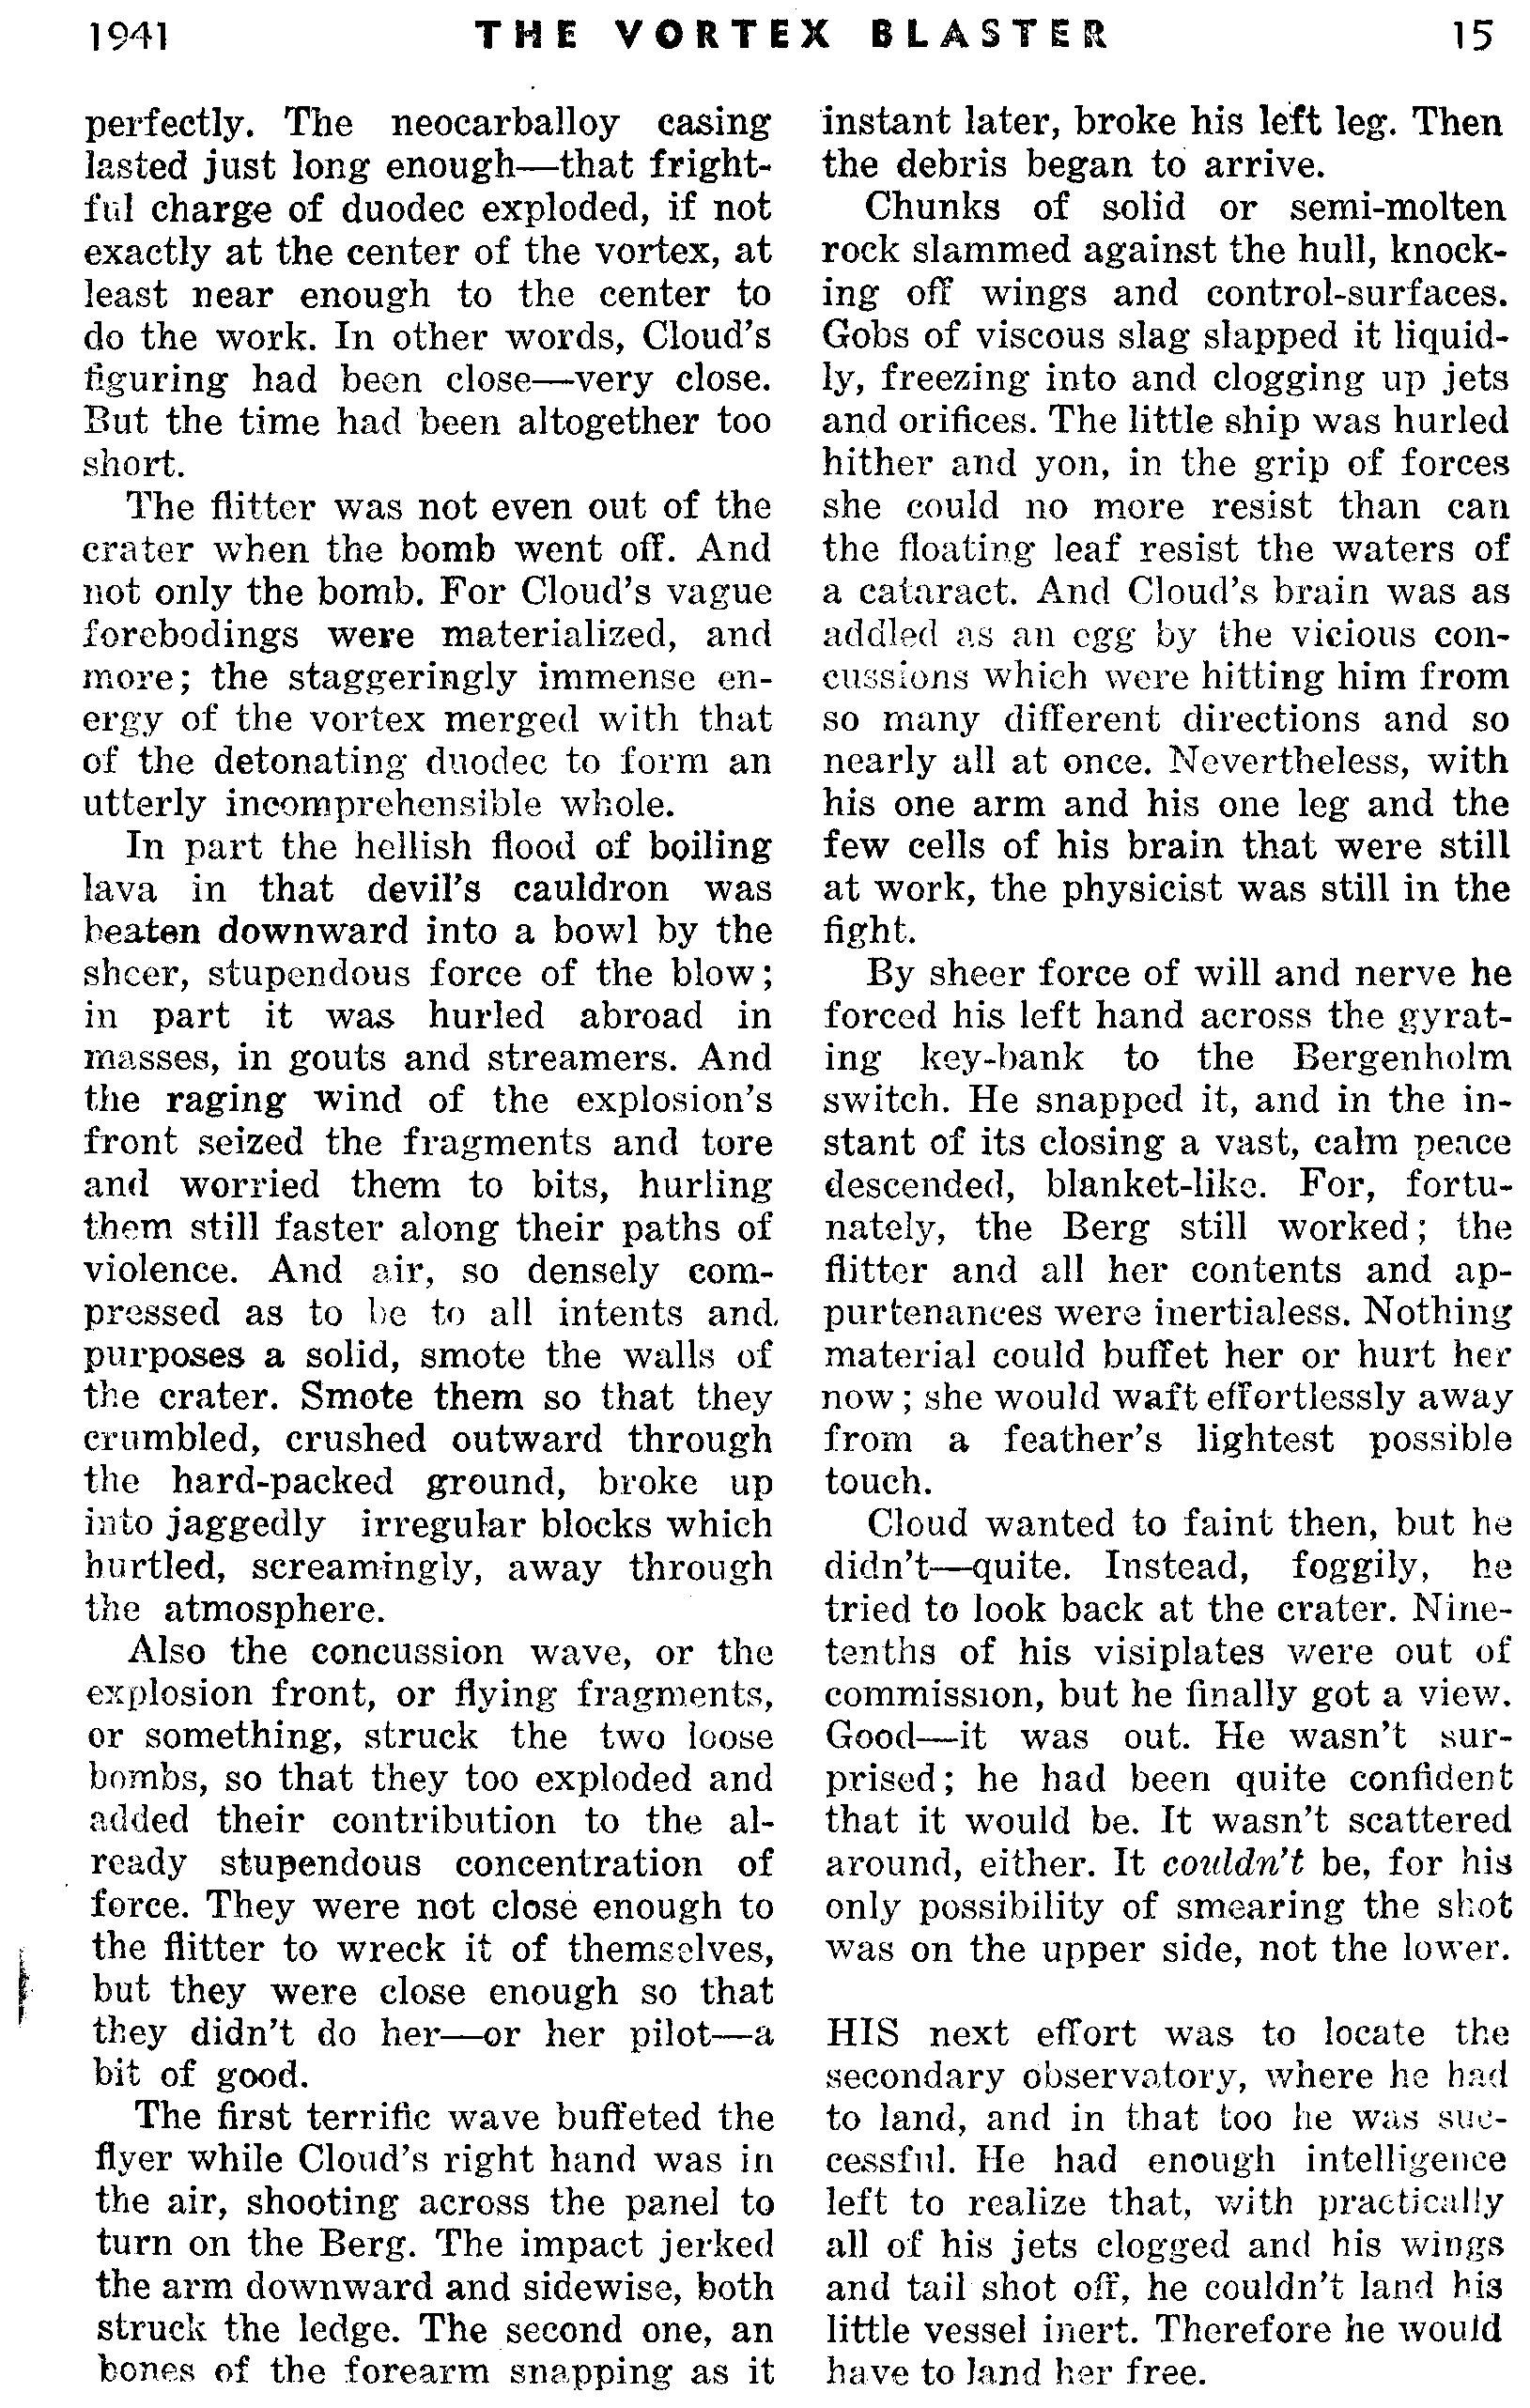 1941 THE VORTEX BLASTER 15
perfectly. The neocarballoy casing
lasted just long enough—that fright-
ful charge of duodec exploded, if not
exactly at the center of the vortex, at
least near enough to the center to
do the work. In other words, Cloud's
figuring had been close—very close.
But the time had been altogether too
short.
The flitter was not even out of the
crater when the bomb went off. And
not only the bomb. For Cloud's vague
forebodings were materialized, and
more; the staggeringly immense en-
ergy of the vortex merged with that
of the detonating duodec to form an
utterly incomprehensible whole.
In part the hellish flood of boiling
lava in that devil's cauldron was
beaten downward into a bowl by the
sheer, stupendous force of the blow;
in part it was hurled abroad in
masses, in gouts and streamers. And
the raging wind of the explosion's
front seized the fragments and tore
and worried them to bits, hurling
them still faster along their paths of
violence. And air, so densely com-
pressed as to be to all intents and
purposes a solid, smote the walls of
the crater. Smote them so that they
crumbled, crushed outward through
the hard-packed ground, broke up
into jaggedly irregular blocks which
hurtled, screamingly, away through
the atmosphere.
Also the concussion wave, or the
explosion front, or flying fragments,
or something, struck the two loose
bombs, so that they too exploded and
added their contribution to the al-
ready stupendous concentration of
force. They were not close enough to
the flitter to wreck it of themselves,
but they were close enough so that
they didn't do her—or her pilot—a
bit of good.
The first terrific wave buffeted the
flyer while Cloud's right hand was in
the air, shooting across the panel to
turn on the Berg. The impact jerked
the arm downward and sidewise, both
struck the ledge. The second one, an
bones of the forearm snapping as it
instant later, broke his left leg. Then
the debris began to arrive.
Chunks of solid or semi-molten
rock slammed against the hull, knock-
ing off wings and control-surfaces.
Gobs of viscous slag slapped it liquid-
ly, freezing into and clogging up jets
and orifices. The little ship was hurled
hither and yon, in the grip of forces
she could no more resist than can
the floating leaf resist the waters of
a cataract. And Cloud's brain was as
addled as an egg by the vicious con-
cussions which were hitting him from
so many different directions and so
nearly all at once. Nevertheless, with
his one arm and his one leg and the
few cells of his brain that were still
at work, the physicist was still in the
fight.
By sheer force of will and nerve he
forced his left hand across the gyrat-
ing key-bank to the Bergenholm
switch. He snapped it, and in the in-
stant of its closing a vast, calm peace
descended, blanket-like. For, fortu-
nately, the Berg still worked; the
flitter and all her contents and ap-
purtenances were inertialess. Nothing
material could buffet her or hurt her
now; she would waft effortlessly away
from a feather's lightest possible
touch.
Cloud wanted to faint then, but he
didn't—quite. Instead, foggily, he
tried to look back at the crater. Nine-
tenths of his visiplates were out of
commission, but he finally got a view.
Good—it was out. He wasn't sur-
prised; he had been quite confident
that it would be. It wasn't scattered
around, either. It couldn't be, for his
only possibility of smearing the shot
was on the upper side, not the lower.
HIS next effort was to locate the
secondary observatory, where he had
to land, and in that too he was suc-
cessful. He had enough intelligence
left to realize that, with practically
all of his jets clogged and his wings
and tail shot off, he couldn't land his
little vessel inert. Therefore he would
have to land her free.